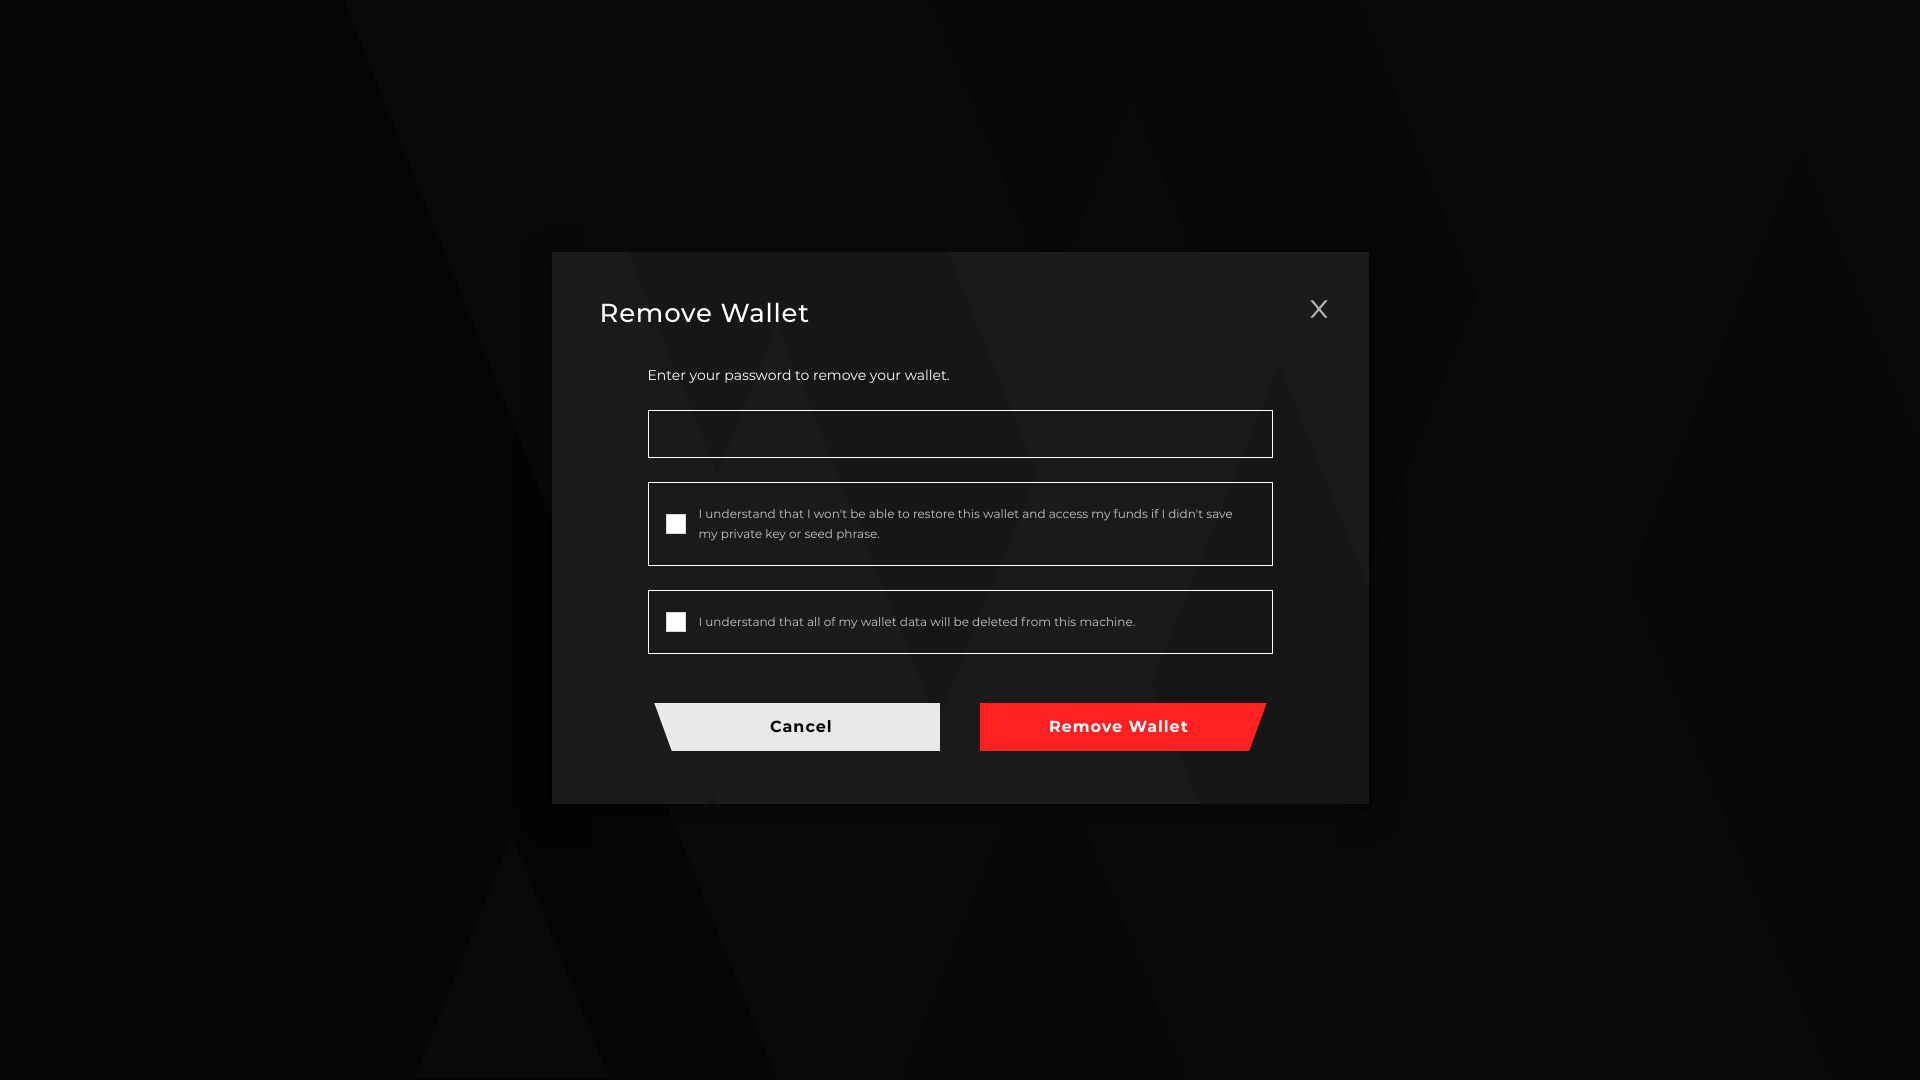 Remove Wallet
X
Enter your password to remove your wallet.
I understand that I won't be able to restore this wallet and access my funds if I didn't save
my private key or seed phrase.
I understand that all of my wallet data will be deleted from this machine.
Cancel
Remove Wallet